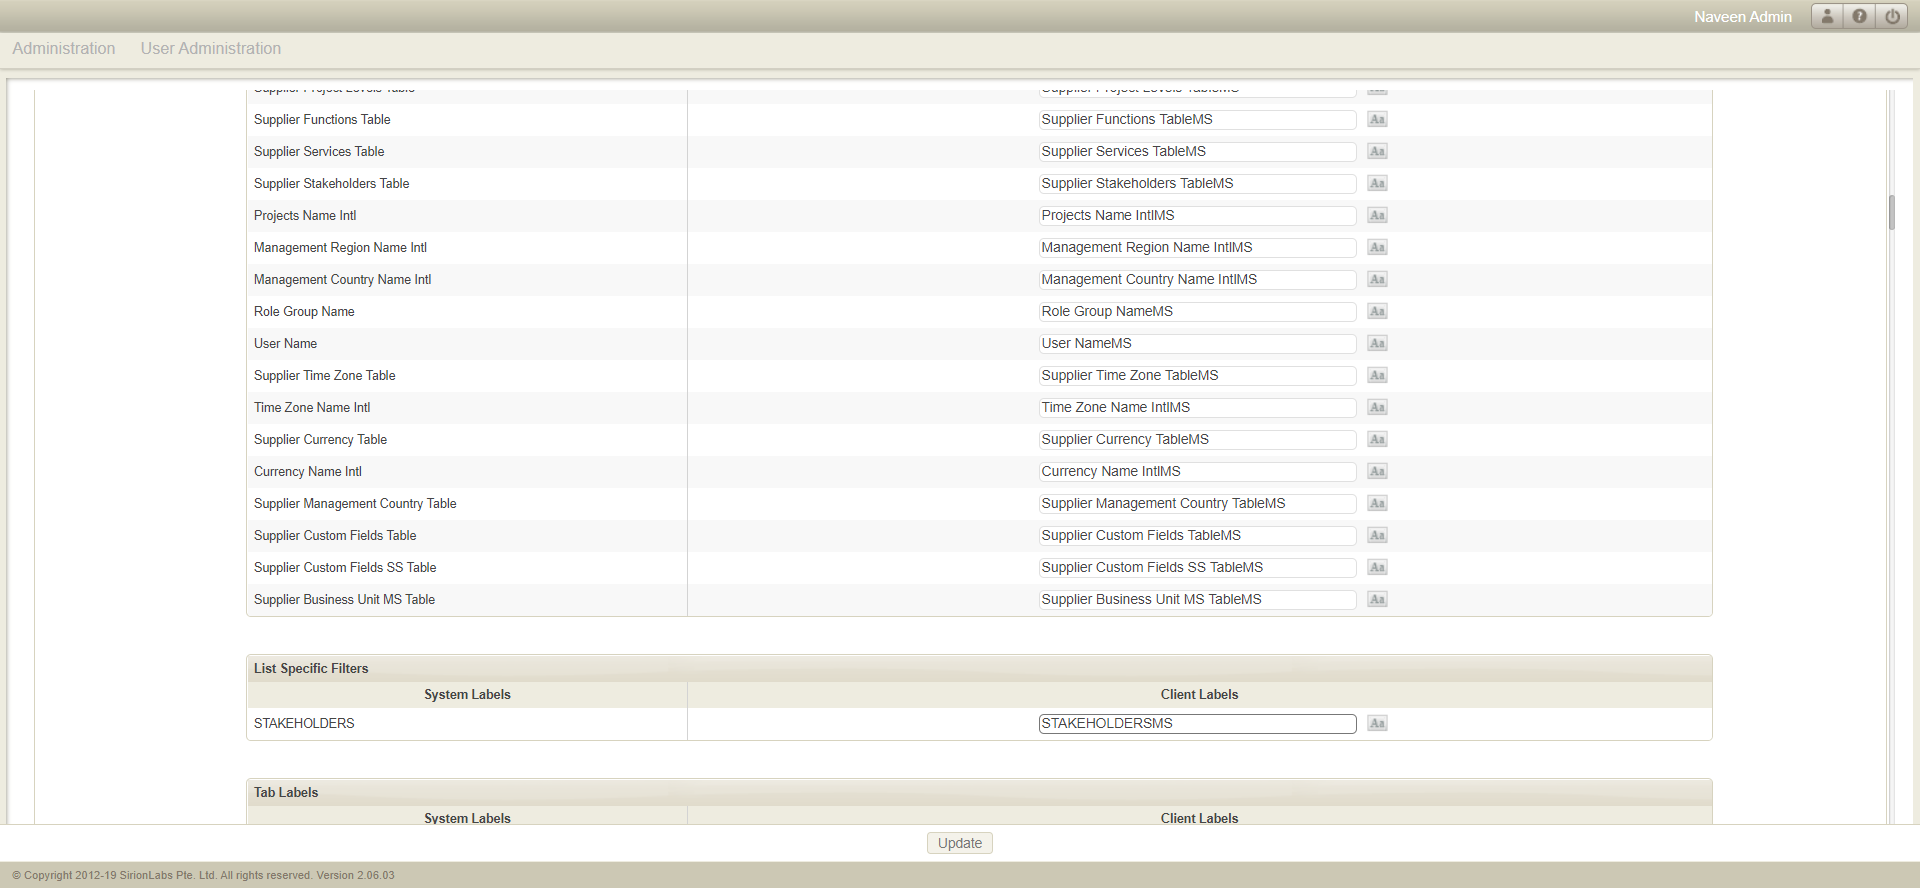 Naveen Admin
Administration User Administration
Supplier Project Levels Table Supplier Project Levels TableMS
Supplier Functions Table Supplier Functions TableMS Aa
Supplier Services Table Supplier Services TableMS Aa
Supplier Stakeholders Table Supplier Stakeholders TableMS Aa
Projects Name Intl Projects Name IntlMS Aa
Management Region Name Intl Management Region Name IntlMS Aa
Management Country Name Intl Management Country Name IntlMS Aa
Role Group Name Role Group NameMS Aa
User Name User NameMS Aa
Supplier Time Zone Table Supplier Time Zone TableMS Aa
Time Zone Name Intl Time Zone Name IntlMS Aa
Supplier Currency Table Supplier Currency TableMS Aa
Currency Name Intl Currency Name IntlMS Aa
Supplier Management Country Table Supplier Management Country TableMS Aa
Supplier Custom Fields Table Supplier Custom Fields TableMS Aa
Supplier Custom Fields SS Table Supplier Custom Fields SS TableMS Aa
Supplier Business Unit MS Table Supplier Business Unit MS TableMS Aa
List Specific Filters
System Labels Client Labels
STAKEHOLDERS STAKEHOLDERSMS Aa
Tab Labels
System Labels Client Labels
Update
© Copyright 2012-19 SirionLabs Pte. Ltd. All rights reserved. Version 2.06.03